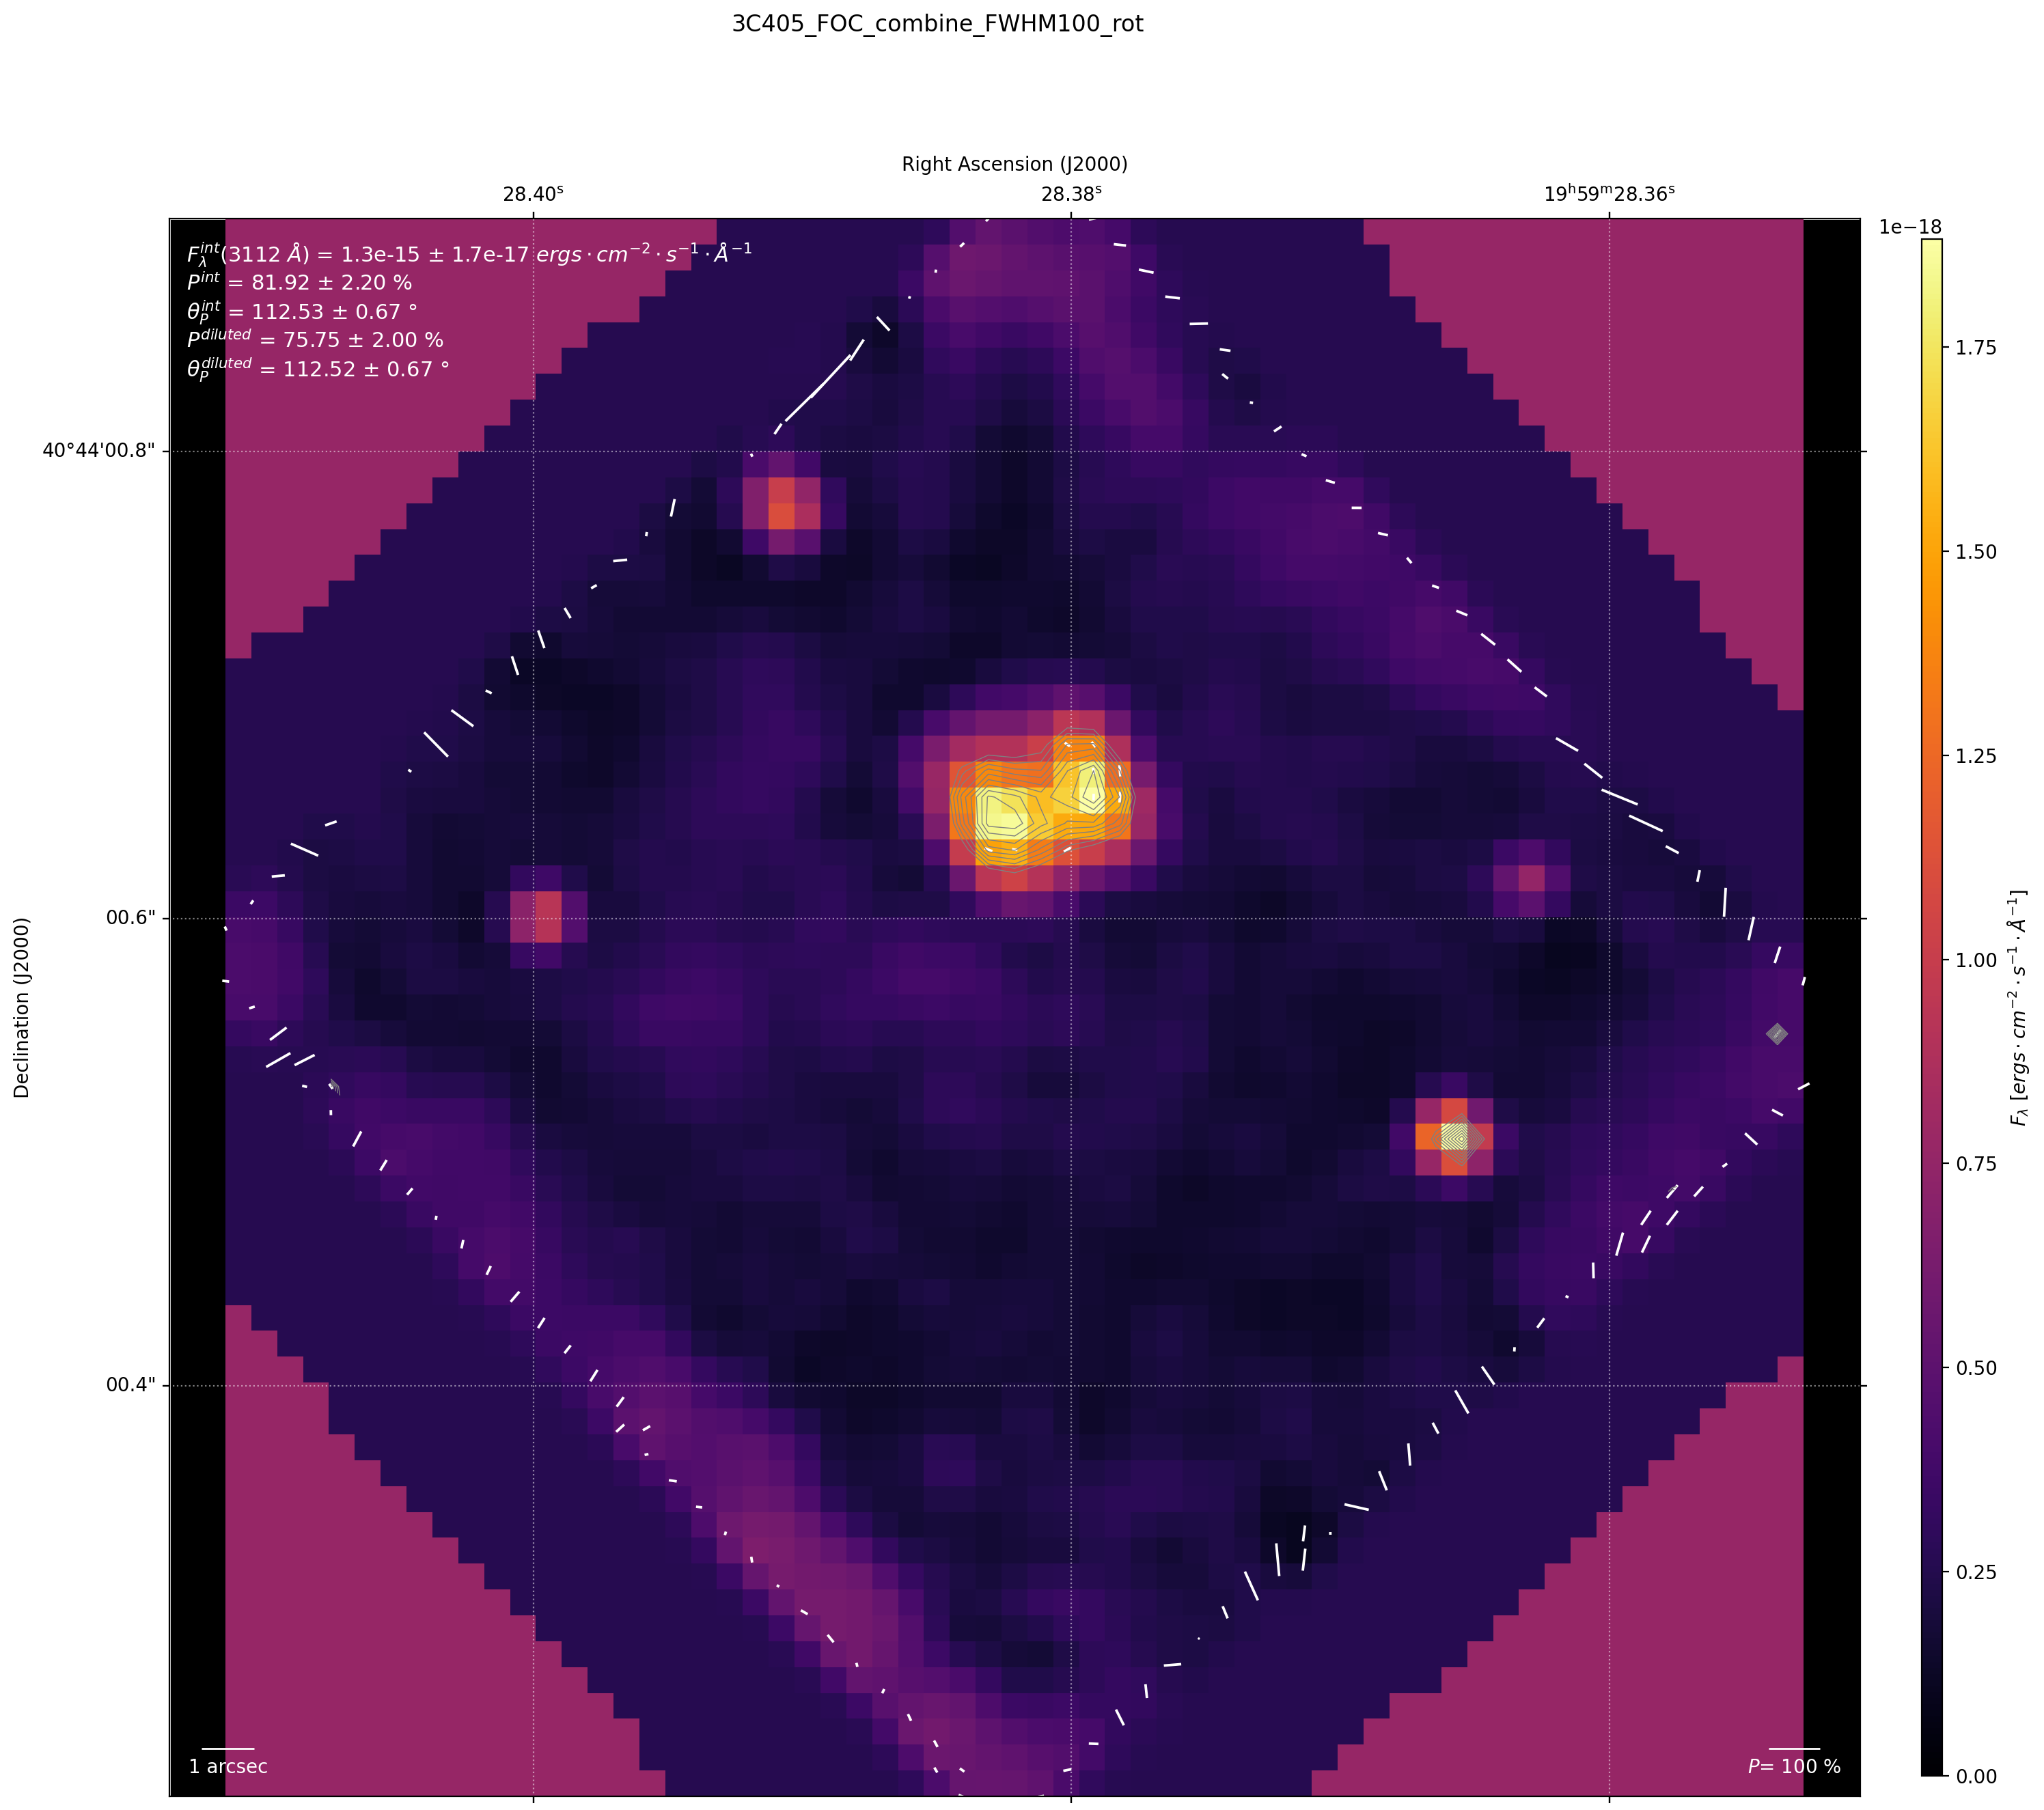 3C405_FOC_combine_FWHM100_rot
Right Ascension (J2000)
28.40ˢ 28.38ˢ 19ʰ59ᵐ28.36ˢ
1e−18
F_λ^int(3112 Å) = 1.3e-15 ± 1.7e-17 ergs · cm⁻² · s⁻¹ · Å⁻¹
P^int = 81.92 ± 2.20 %
θ_P^int = 112.53 ± 0.67 °
P^diluted = 75.75 ± 2.00 %
θ_P^diluted = 112.52 ± 0.67 °
40°44'00.8"
00.6"
00.4"
Declination (J2000)
1 arcsec
P= 100 %
1.75
1.50
1.25
1.00
0.75
0.50
0.25
0.00
F_λ [ergs · cm⁻² · s⁻¹ · Å⁻¹]